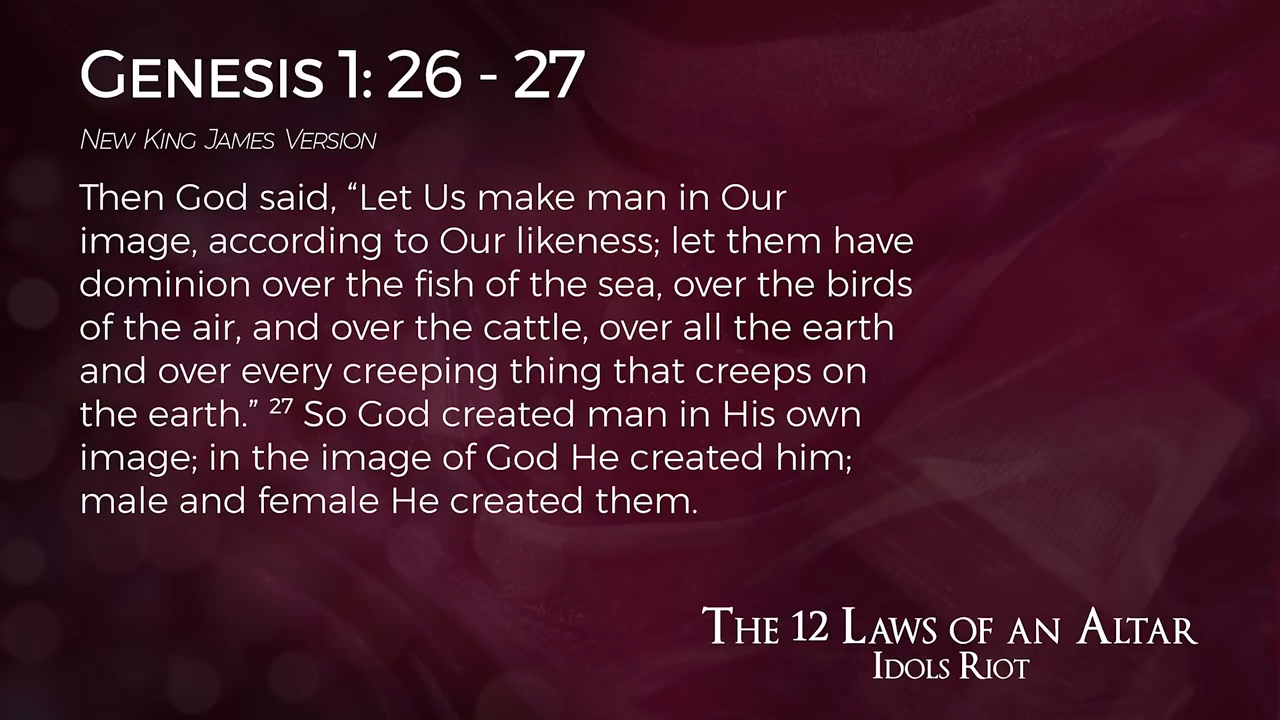 Genesis 1: 26 - 27
New King James Version
Then God said, “Let Us make man in Our
image, according to Our likeness; let them have
dominion over the fish of the sea, over the birds
of the air, and over the cattle, over all the earth
and over every creeping thing that creeps on
the earth.” ²⁷ So God created man in His own
image; in the image of God He created him;
male and female He created them.
The 12 Laws of an Altar
Idols Riot